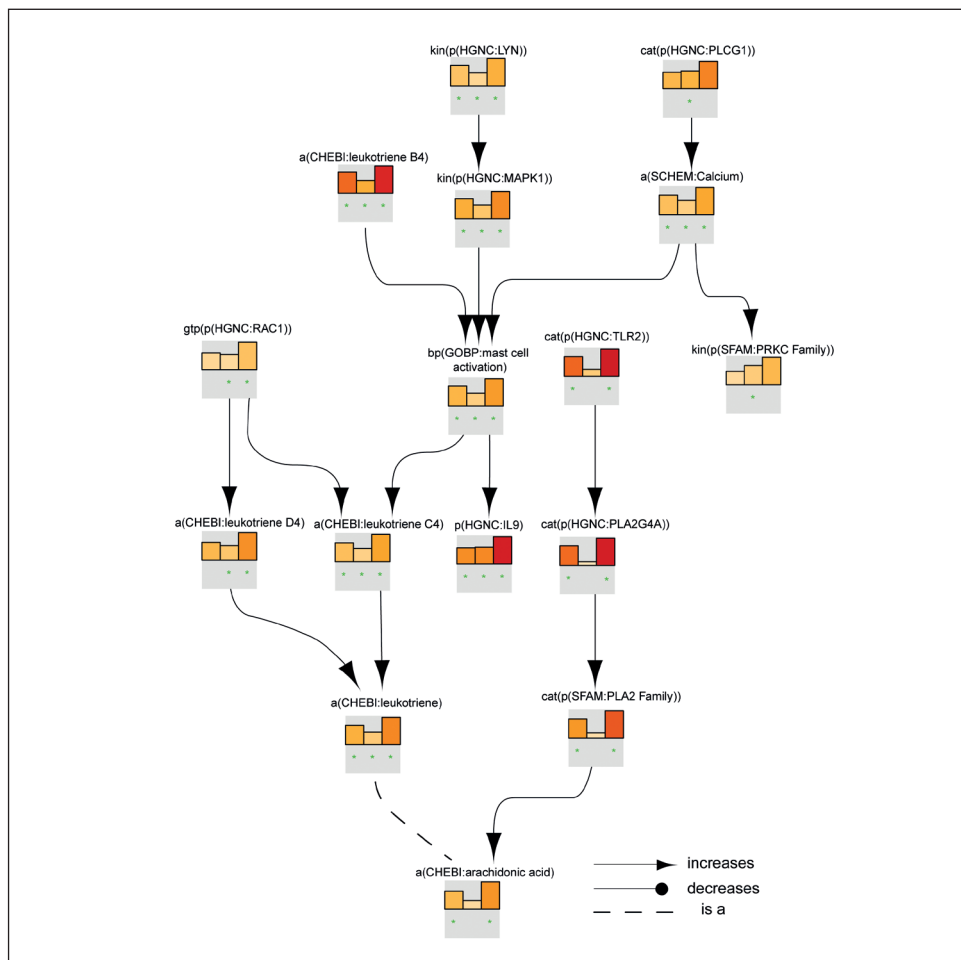 kin(p(HGNC:LYN))
cat(p(HGNC:PLCG1))
a(CHEBI:leukotriene B4)
kin(p(HGNC:MAPK1))
a(SCHEM:Calcium)
gtp(p(HGNC:RAC1))
bp(GOBP:mast cell
activation)
cat(p(HGNC:TLR2))
kin(p(SFAM:PRKC Family))
a(CHEBI:leukotriene D4)
a(CHEBI:leukotriene C4)
p(HGNC:IL9)
cat(p(HGNC:PLA2G4A))
a(CHEBI:leukotriene)
cat(p(SFAM:PLA2 Family))
a(CHEBI:arachidonic acid)
increases
decreases
is a